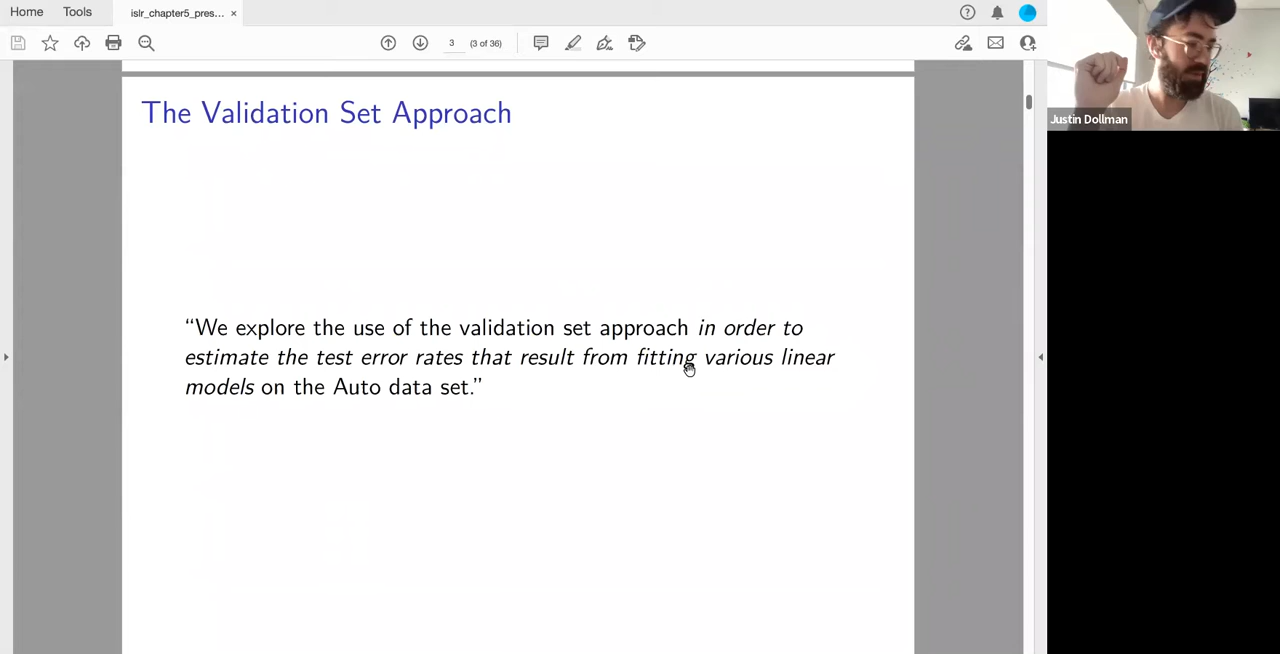 Home Tools islr_chapter5_pres... ×
3 (3 of 36)
The Validation Set Approach
“We explore the use of the validation set approach in order to
estimate the test error rates that result from fitting various linear
models on the Auto data set.”
Justin Dollman